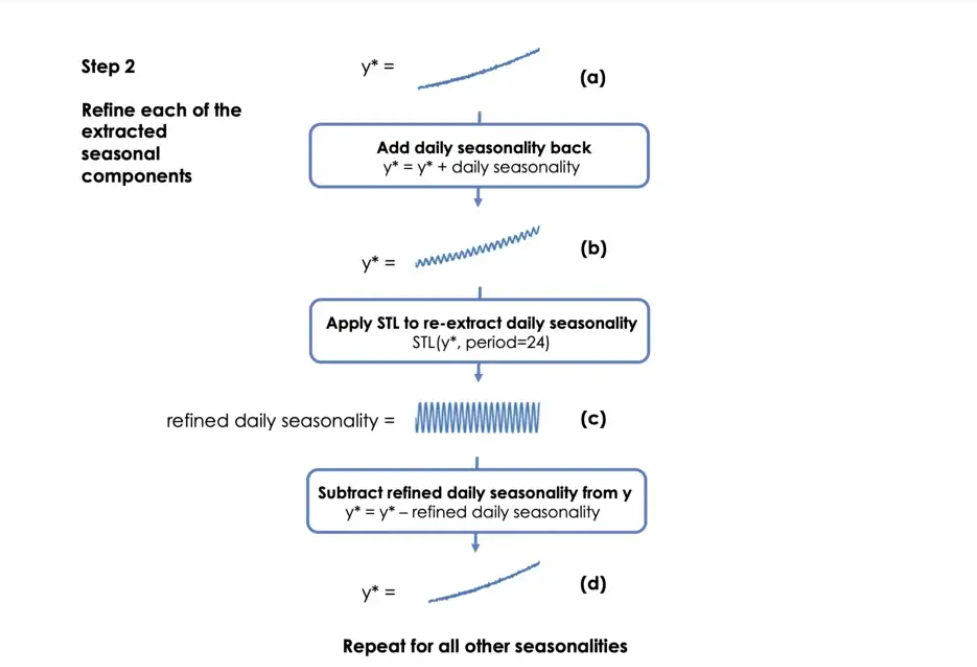 Step 2
Refine each of the
extracted
seasonal
components
y* =
(a)
Add daily seasonality back
y* = y* + daily seasonality
y* =
(b)
Apply STL to re-extract daily seasonality
STL(y*, period=24)
refined daily seasonality =
(c)
Subtract refined daily seasonality from y
y* = y* – refined daily seasonality
y* =
(d)
Repeat for all other seasonalities